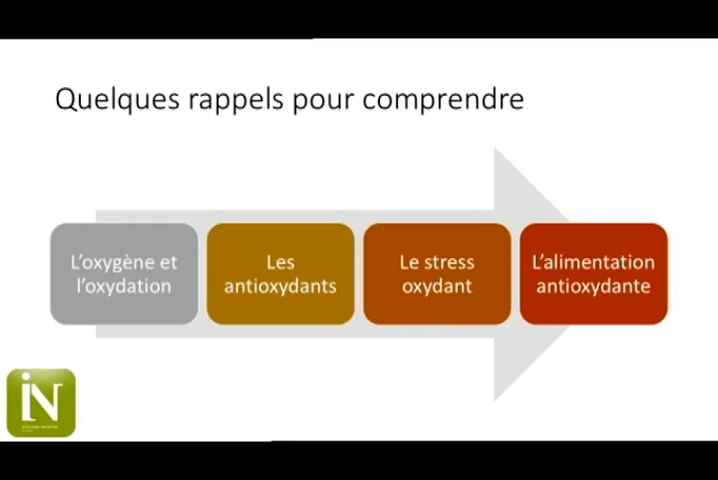 Quelques rappels pour comprendre
L'oxygène et
l'oxydation
Les
antioxydants
Le stress
oxydant
L'alimentation
antioxydante
iN